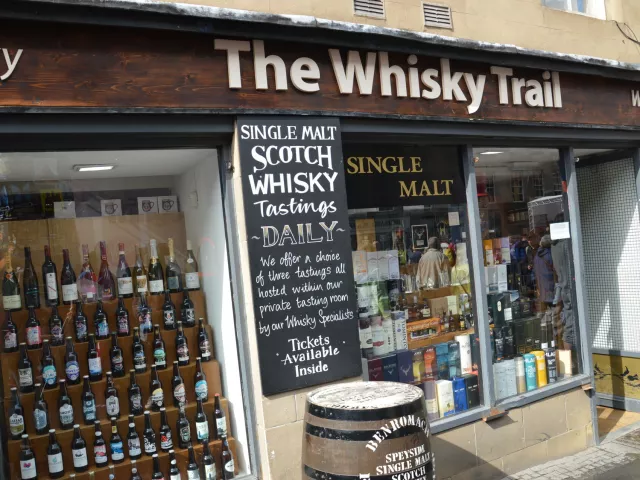 y
The Whisky Trail
W
SINGLE MALT
SCOTCH
WHISKY
Tastings
~DAILY~
We offer a choice
of three tastings all
hosted within our
private tasting room
by our Whisky Specialists
Tickets
Available
Inside
SINGLE
MALT
BENROMAC
SPEYSIDE
SINGLE MALT
SCOTCH